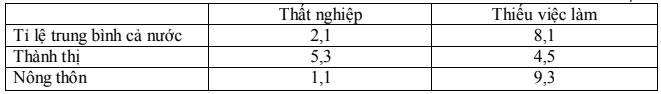 Thất nghiệp Thiếu việc làm
Tỉ lệ trung bình cả nước 2,1 8,1
Thành thị 5,3 4,5
Nông thôn 1,1 9,3